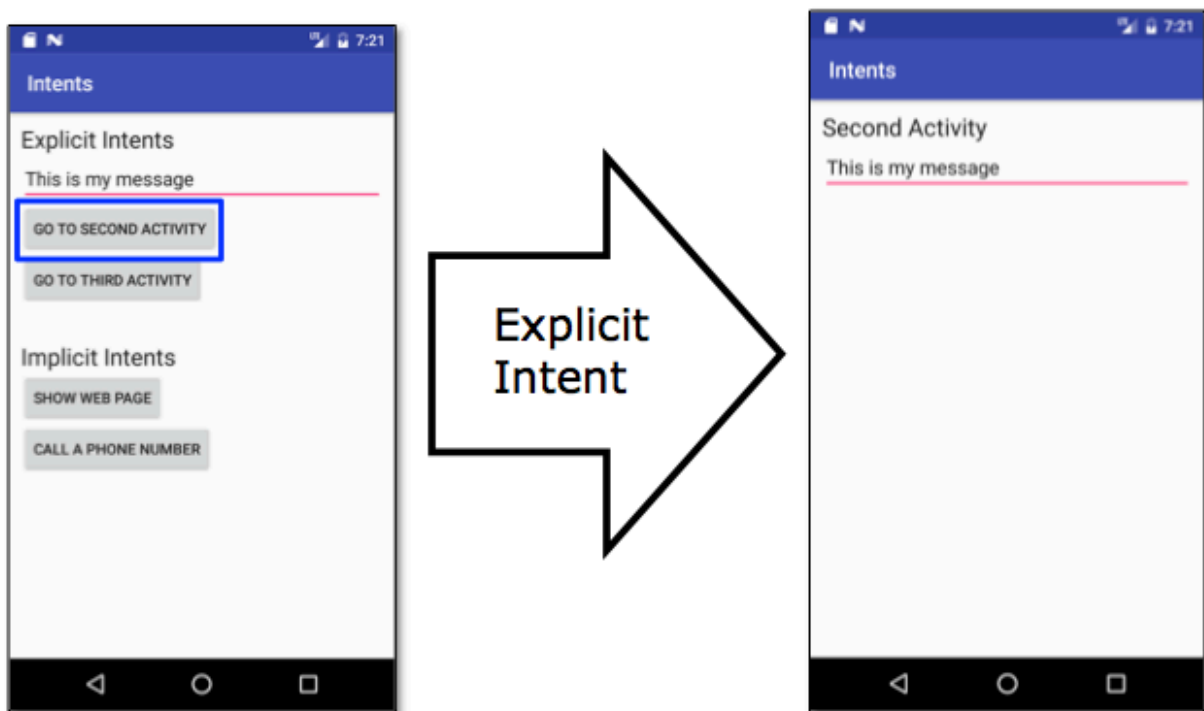 7:21
Intents
Explicit Intents
This is my message
GO TO SECOND ACTIVITY
GO TO THIRD ACTIVITY
Implicit Intents
SHOW WEB PAGE
CALL A PHONE NUMBER
Explicit
Intent
7:21
Intents
Second Activity
This is my message